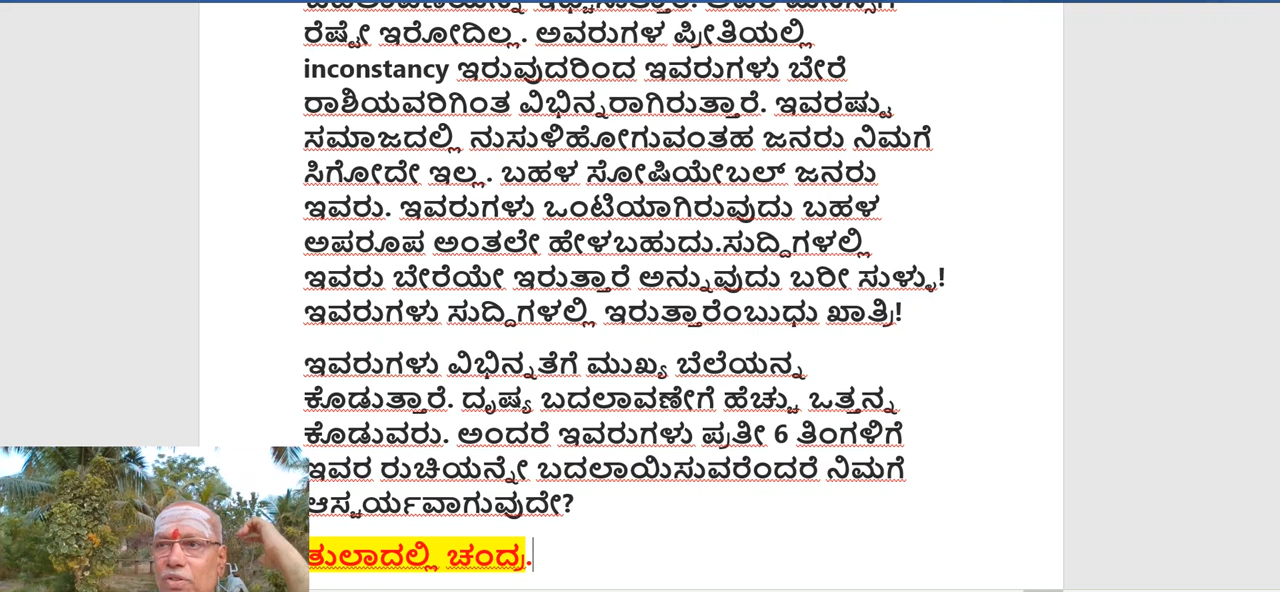 ರೆಷ್ಟೇ ಇರೋದಿಲ್ಲ. ಅವರುಗಳ ಪ್ರೀತಿಯಲ್ಲಿ
inconstancy ಇರುವುದರಿಂದ ಇವರುಗಳು ಬೇರೆ
ರಾಶಿಯವರಿಗಿಂತ ವಿಭಿನ್ನರಾಗಿರುತ್ತಾರೆ. ಇವರಷ್ಟು
ಸಮಾಜದಲ್ಲಿ ನುಸುಳಿಹೋಗುವಂತಹ ಜನರು ನಿಮಗೆ
ಸಿಗೋದೇ ಇಲ್ಲ. ಬಹಳ ಸೋಷಿಯೇಬಲ್ ಜನರು
ಇವರು. ಇವರುಗಳು ಒಂಟಿಯಾಗಿರುವುದು ಬಹಳ
ಅಪರೂಪ ಅಂತಲೇ ಹೇಳಬಹುದು.ಸುದ್ದಿಗಳಲ್ಲಿ
ಇವರು ಬೇರೆಯೇ ಇರುತ್ತಾರೆ ಅನ್ನುವುದು ಬರೀ ಸುಳ್ಳು!
ಇವರುಗಳು ಸುದ್ದಿಗಳಲ್ಲಿ ಇರುತ್ತಾರೆಂಬುಧು ಖಾತ್ರಿ!
ಇವರುಗಳು ವಿಭಿನ್ನತೆಗೆ ಮುಖ್ಯ ಬೆಲೆಯನ್ನ
ಕೊಡುತ್ತಾರೆ. ದೃಷ್ಯ ಬದಲಾವಣೇಗೆ ಹೆಚ್ಚು ಒತ್ತನ್ನ
ಕೊಡುವರು. ಅಂದರೆ ಇವರುಗಳು ಪ್ರತೀ 6 ತಿಂಗಳಿಗೆ
ಇವರ ರುಚಿಯನ್ನೇ ಬದಲಾಯಿಸುವರೆಂದರೆ ನಿಮಗೆ
ಆಸ್ಚರ್ಯವಾಗುವುದೇ?
ತುಲಾದಲ್ಲಿ ಚಂದ್ರ.